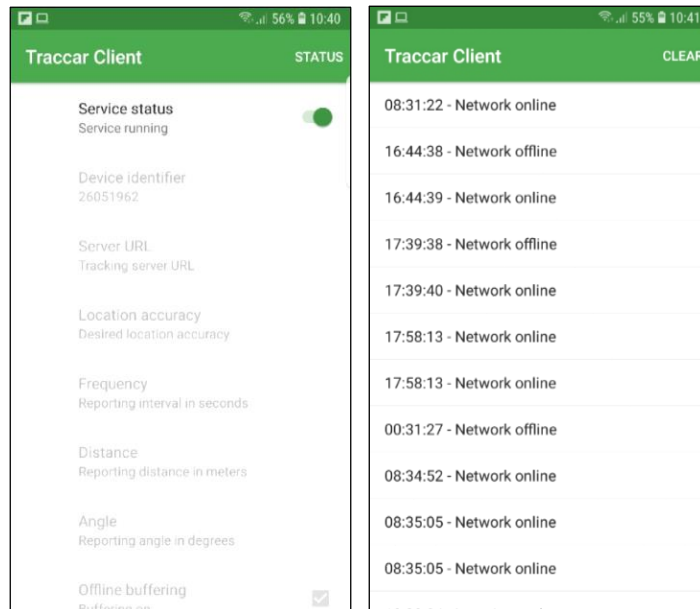 56% 10:40
Traccar Client STATUS
Service status
Service running
Device identifier
26051962
Server URL
Tracking server URL
Location accuracy
Desired location accuracy
Frequency
Reporting interval in seconds
Distance
Reporting distance in meters
Angle
Reporting angle in degrees
Offline buffering
Buffering on
55% 10:41
Traccar Client CLEAR
08:31:22 - Network online
16:44:38 - Network offline
16:44:39 - Network online
17:39:38 - Network offline
17:39:40 - Network online
17:58:13 - Network online
17:58:13 - Network online
00:31:27 - Network offline
08:34:52 - Network online
08:35:05 - Network online
08:35:05 - Network online